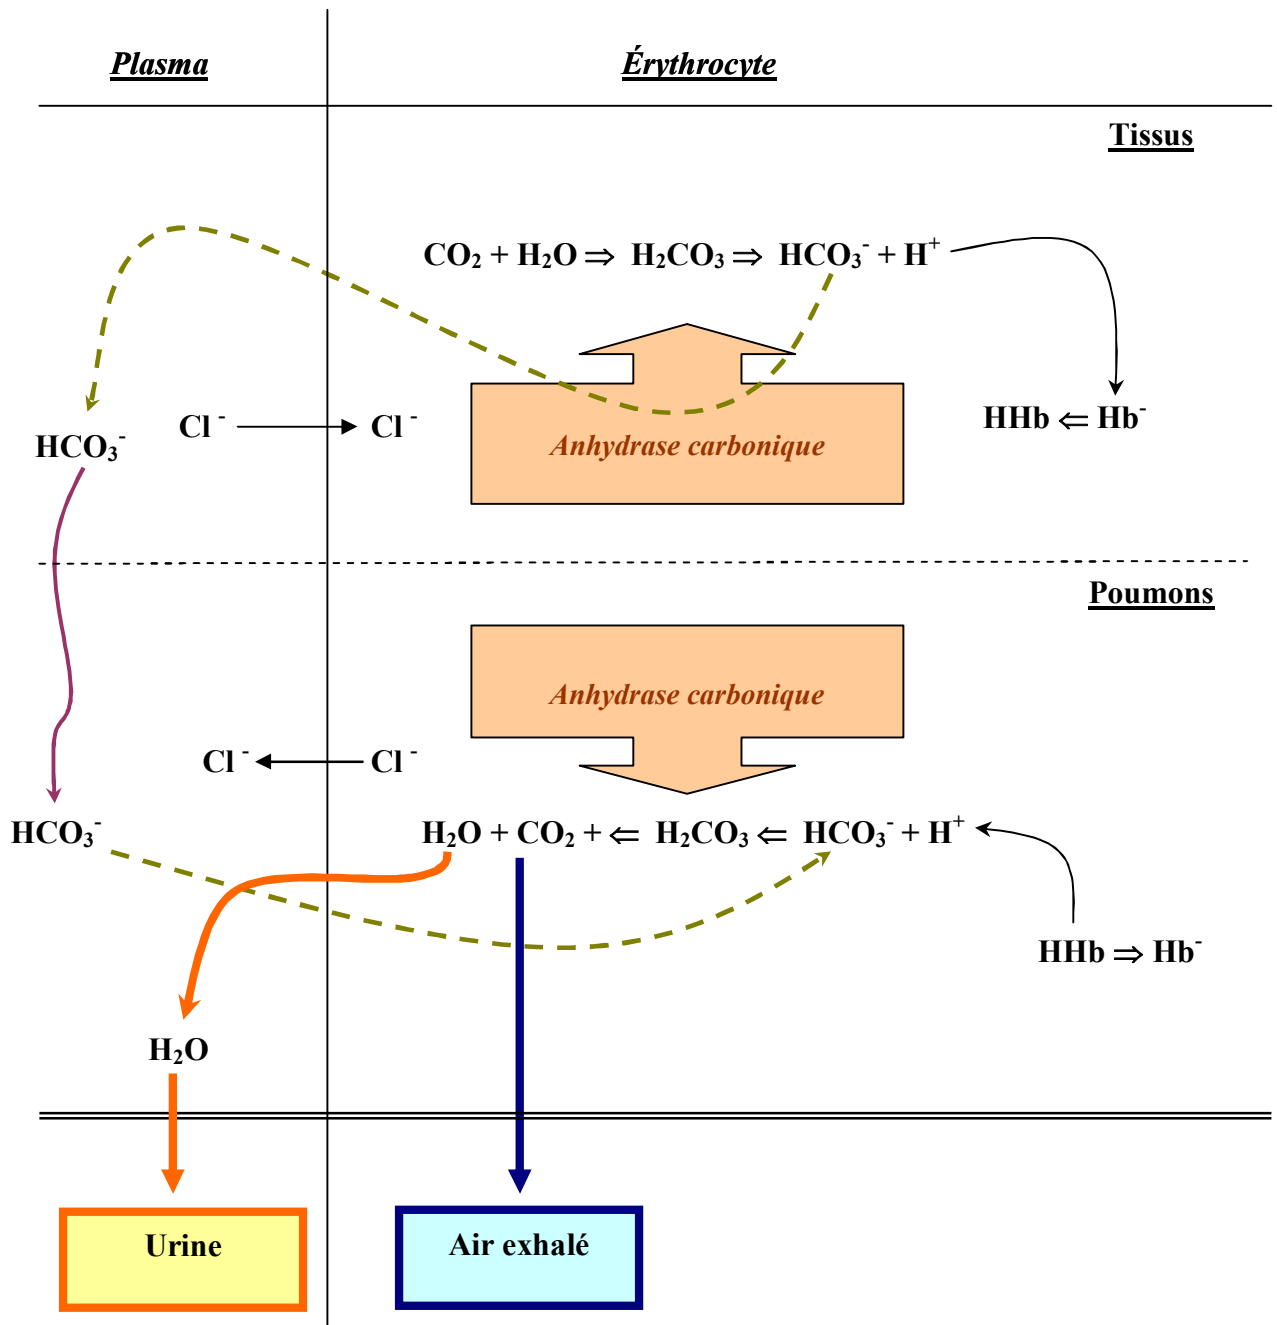 Plasma Érythrocyte
Tissus
CO₂ + H₂O ⇒ H₂CO₃ ⇒ HCO₃⁻ + H⁺
HCO₃⁻ Cl⁻ Cl⁻ Anhydrase carbonique HHb ⇐ Hb⁻
Poumons
Anhydrase carbonique
Cl⁻ Cl⁻
HCO₃⁻ H₂O + CO₂ + ⇐ H₂CO₃ ⇐ HCO₃⁻ + H⁺
HHb ⇒ Hb⁻
H₂O
Urine Air exhalé